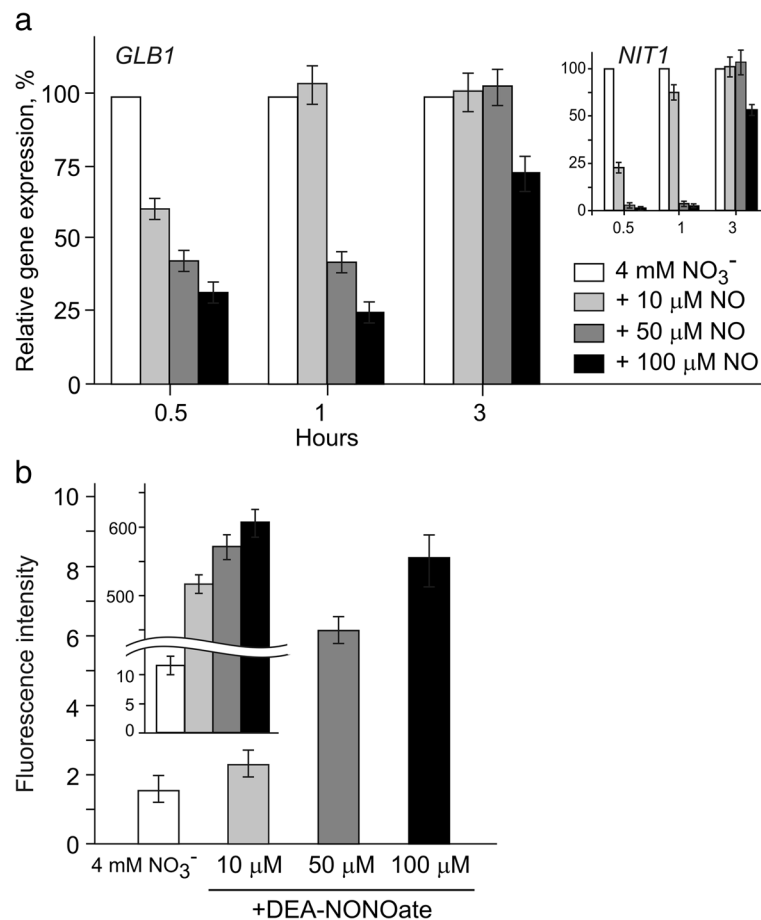 a
GLB1
Relative gene expression, %
100
75
50
25
0
0.5 1 3
Hours
NIT1
100
50
25
0
0.5 1 3
4 mM NO₃⁻
+ 10 μM NO
+ 50 μM NO
+ 100 μM NO
b
Fluorescence intensity
10
8
6
4
2
0
600
500
10
5
0
4 mM NO₃⁻ 10 μM 50 μM 100 μM
+DEA-NONOate